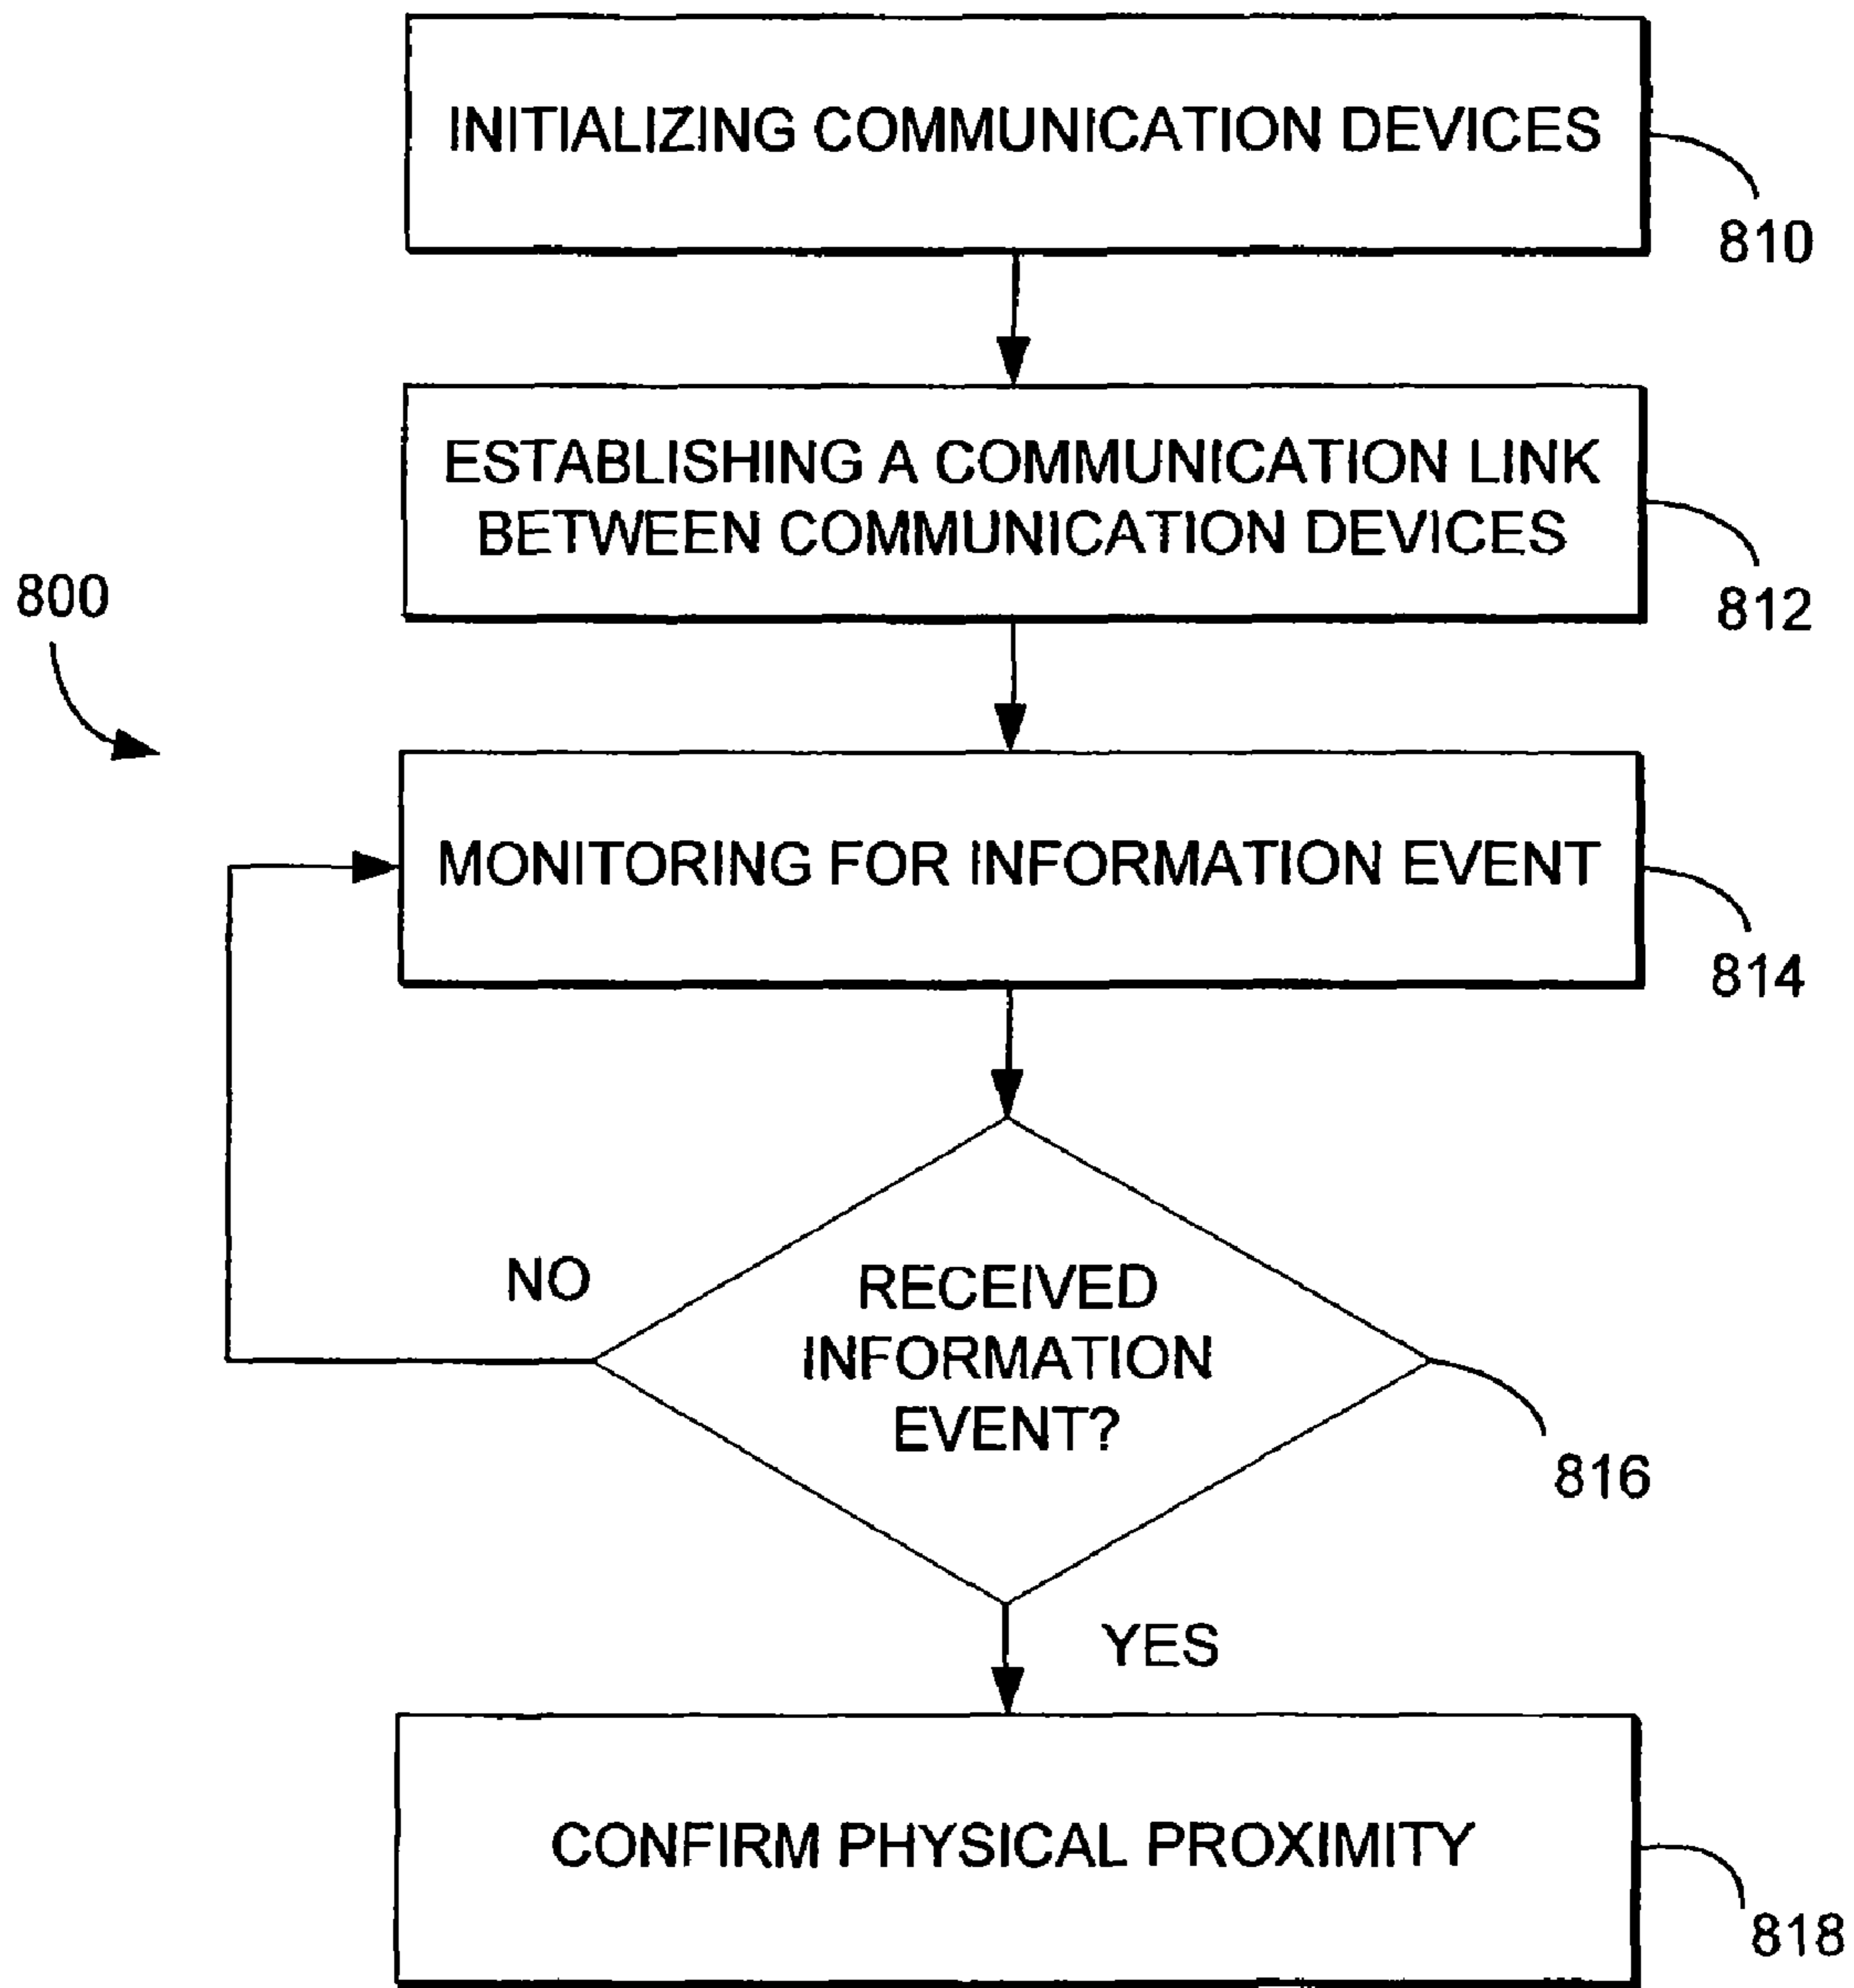 INITIALIZING COMMUNICATION DEVICES
810
ESTABLISHING A COMMUNICATION LINK
BETWEEN COMMUNICATION DEVICES
812
800
MONITORING FOR INFORMATION EVENT
814
NO
RECEIVED
INFORMATION
EVENT?
816
YES
CONFIRM PHYSICAL PROXIMITY
818